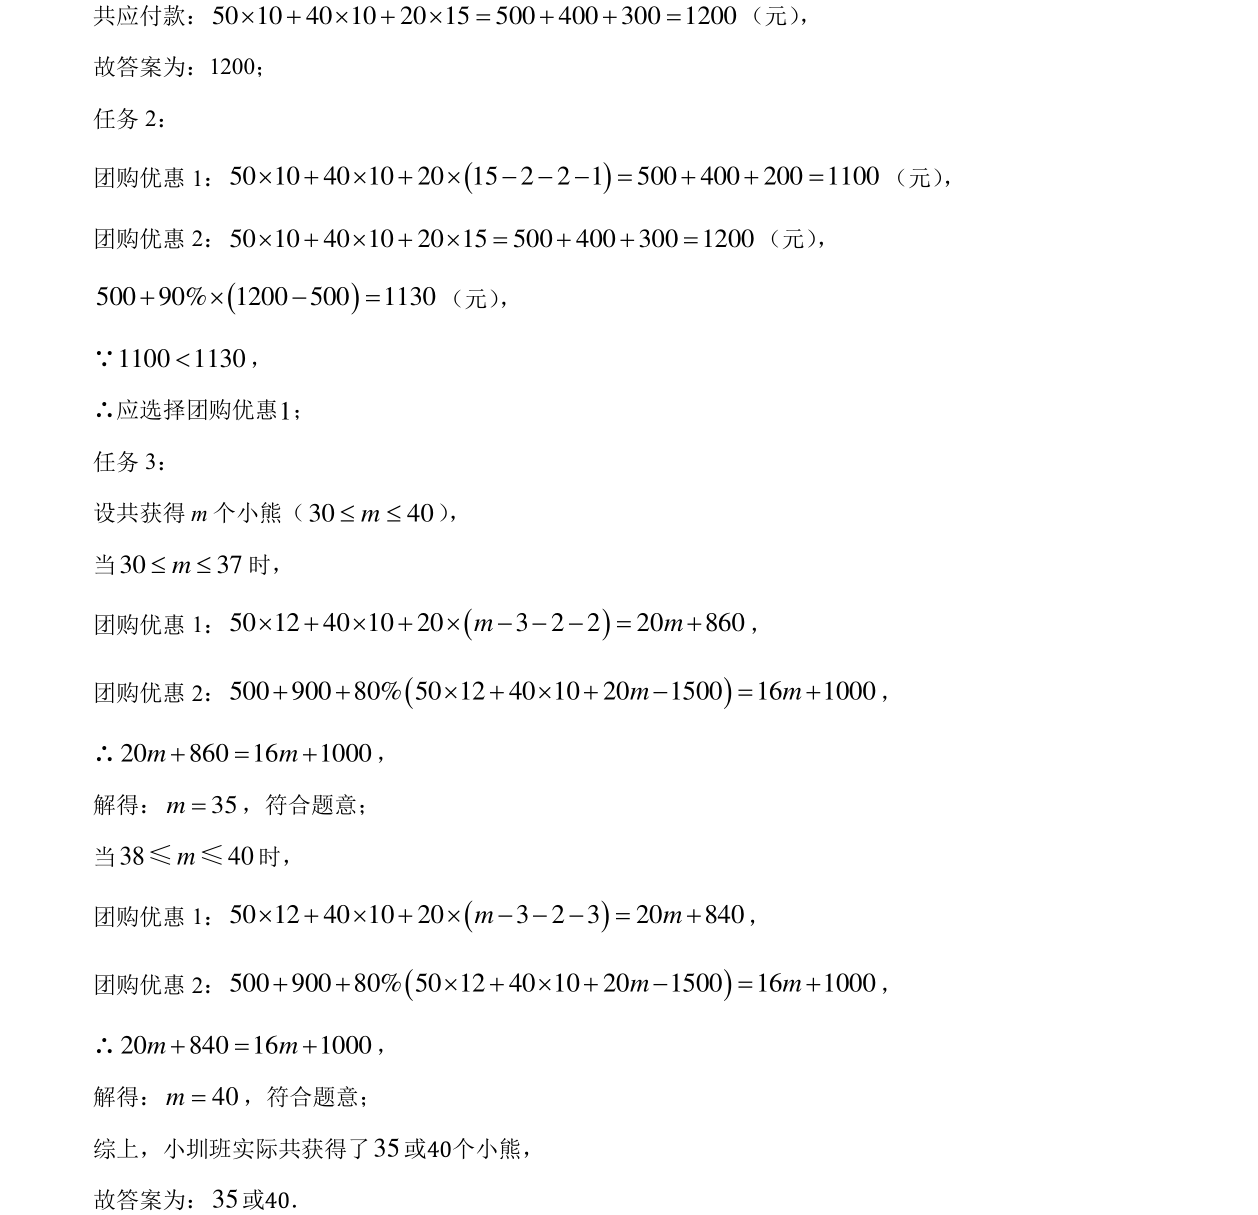 共应付款：50×10+40×10+20×15=500+400+300=1200（元），
故答案为：1200；
任务 2：
团购优惠 1：50×10+40×10+20×(15−2−2−1)=500+400+200=1100（元），
团购优惠 2：50×10+40×10+20×15=500+400+300=1200（元），
500+90%×(1200−500)=1130（元），
∵1100<1130，
∴应选择团购优惠1；
任务 3：
设共获得 m 个小熊（30≤m≤40），
当30≤m≤37 时，
团购优惠 1：50×12+40×10+20×(m−3−2−2)=20m+860，
团购优惠 2：500+900+80%(50×12+40×10+20m−1500)=16m+1000，
∴20m+860=16m+1000，
解得：m=35，符合题意；
当38⩽m⩽40时，
团购优惠 1：50×12+40×10+20×(m−3−2−3)=20m+840，
团购优惠 2：500+900+80%(50×12+40×10+20m−1500)=16m+1000，
∴20m+840=16m+1000，
解得：m=40，符合题意；
综上，小圳班实际共获得了35或40个小熊，
故答案为：35或40．